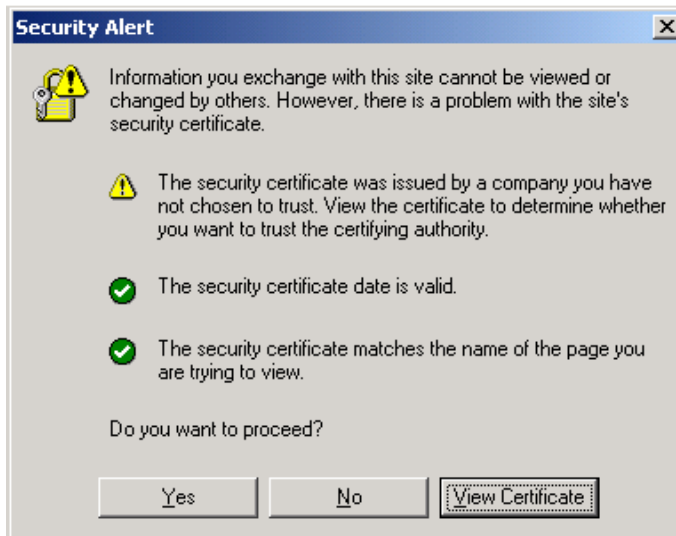 Security Alert
Information you exchange with this site cannot be viewed or
changed by others. However, there is a problem with the site's
security certificate.
The security certificate was issued by a company you have
not chosen to trust. View the certificate to determine whether
you want to trust the certifying authority.
The security certificate date is valid.
The security certificate matches the name of the page you
are trying to view.
Do you want to proceed?
Yes No View Certificate